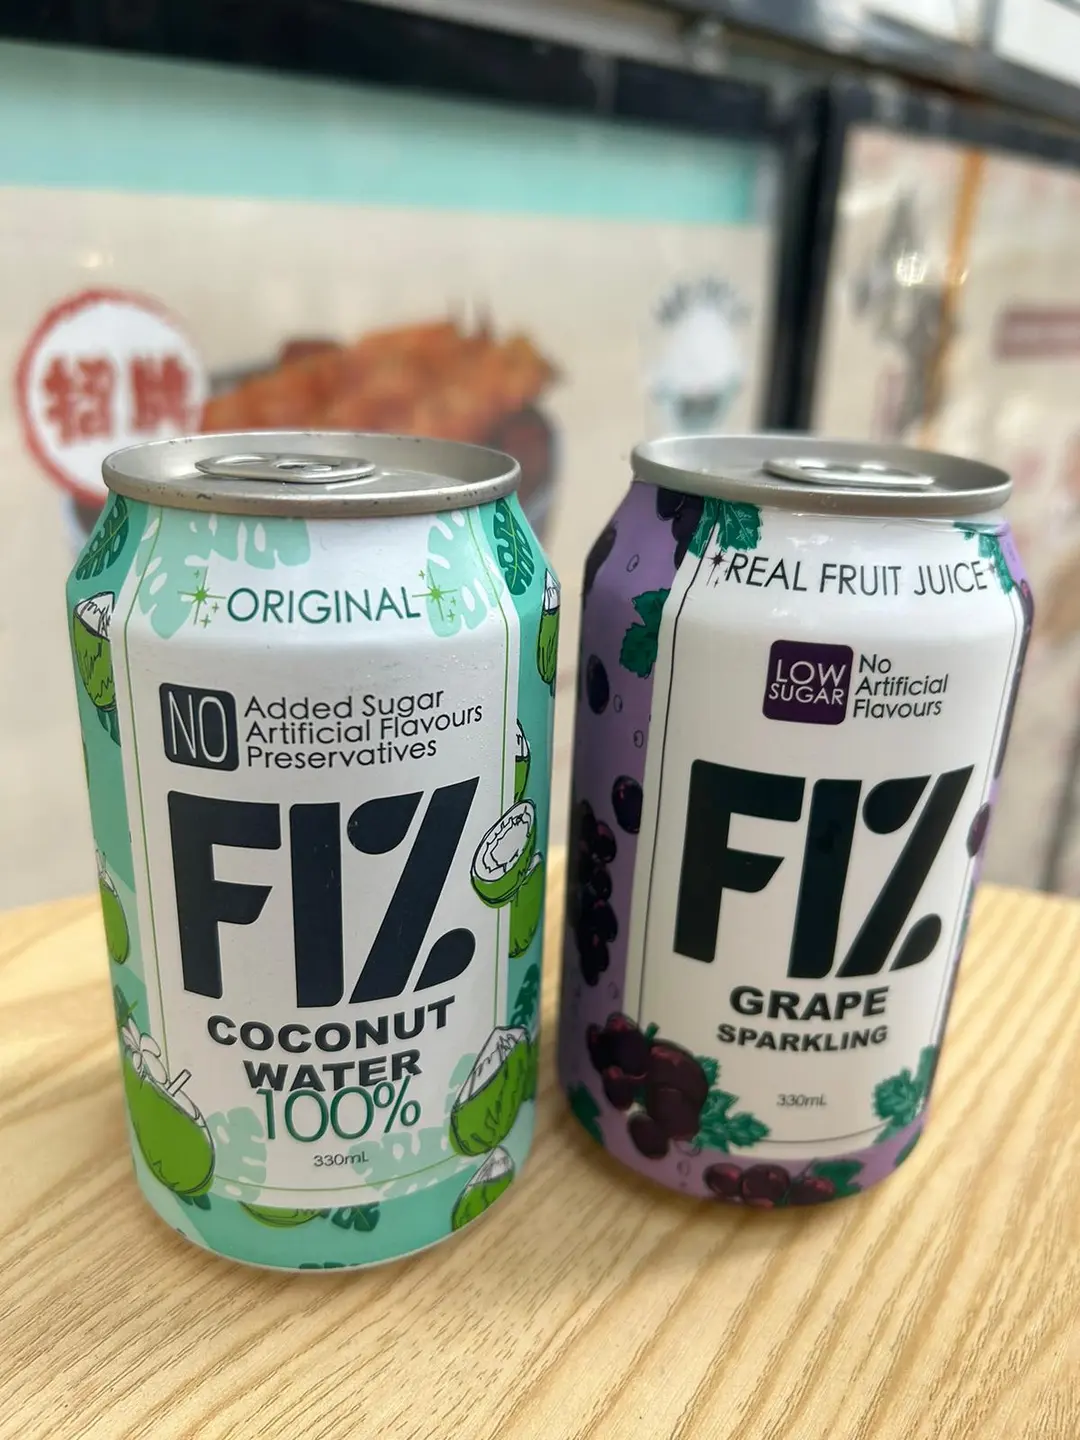 招牌
ORIGINAL
NO
Added Sugar
Artificial Flavours
Preservatives
FIZ
COCONUT
WATER
100%
330mL
REAL FRUIT JUICE
LOW
SUGAR
No
Artificial
Flavours
FIZ
GRAPE
SPARKLING
330mL